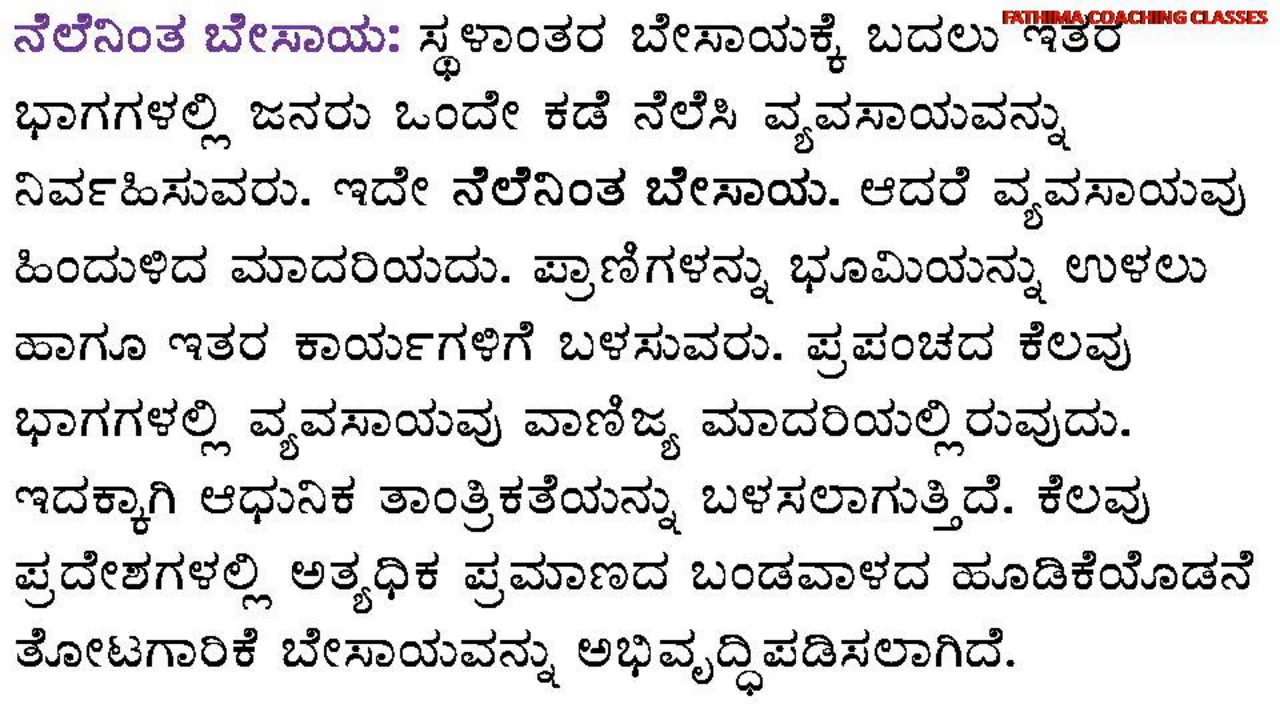 FATHIMA COACHING CLASSES
ನೆಲೆನಿಂತ ಬೇಸಾಯ: ಸ್ಥಳಾಂತರ ಬೇಸಾಯಕ್ಕೆ ಬದಲು ಇತರ
ಭಾಗಗಳಲ್ಲಿ ಜನರು ಒಂದೇ ಕಡೆ ನೆಲೆಸಿ ವ್ಯವಸಾಯವನ್ನು
ನಿರ್ವಹಿಸುವರು. ಇದೇ ನೆಲೆನಿಂತ ಬೇಸಾಯ. ಆದರೆ ವ್ಯವಸಾಯವು
ಹಿಂದುಳಿದ ಮಾದರಿಯದು. ಪ್ರಾಣಿಗಳನ್ನು ಭೂಮಿಯನ್ನು ಉಳಲು
ಹಾಗೂ ಇತರ ಕಾರ್ಯಗಳಿಗೆ ಬಳಸುವರು. ಪ್ರಪಂಚದ ಕೆಲವು
ಭಾಗಗಳಲ್ಲಿ ವ್ಯವಸಾಯವು ವಾಣಿಜ್ಯ ಮಾದರಿಯಲ್ಲಿರುವುದು.
ಇದಕ್ಕಾಗಿ ಆಧುನಿಕ ತಾಂತ್ರಿಕತೆಯನ್ನು ಬಳಸಲಾಗುತ್ತಿದೆ. ಕೆಲವು
ಪ್ರದೇಶಗಳಲ್ಲಿ ಅತ್ಯಧಿಕ ಪ್ರಮಾಣದ ಬಂಡವಾಳದ ಹೂಡಿಕೆಯೊಡನೆ
ತೋಟಗಾರಿಕೆ ಬೇಸಾಯವನ್ನು ಅಭಿವೃದ್ಧಿಪಡಿಸಲಾಗಿದೆ.